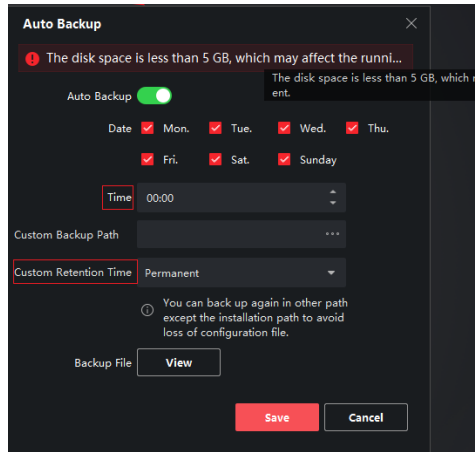 Auto Backup
The disk space is less than 5 GB, which may affect the runni...
The disk space is less than 5 GB, which
ent.
Auto Backup
Date Mon. Tue. Wed. Thu.
Fri. Sat. Sunday
Time 00:00
Custom Backup Path ...
Custom Retention Time Permanent
You can back up again in other path
except the installation path to avoid
loss of configuration file.
Backup File View
Save Cancel